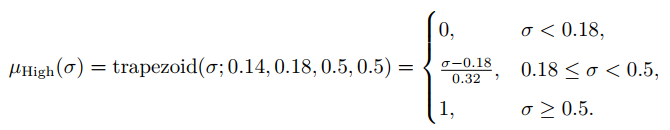 μ_High(σ) = trapezoid(σ; 0.14, 0.18, 0.5, 0.5) = { 0, σ < 0.18,
(σ−0.18)/0.32, 0.18 ≤ σ < 0.5,
1, σ ≥ 0.5.